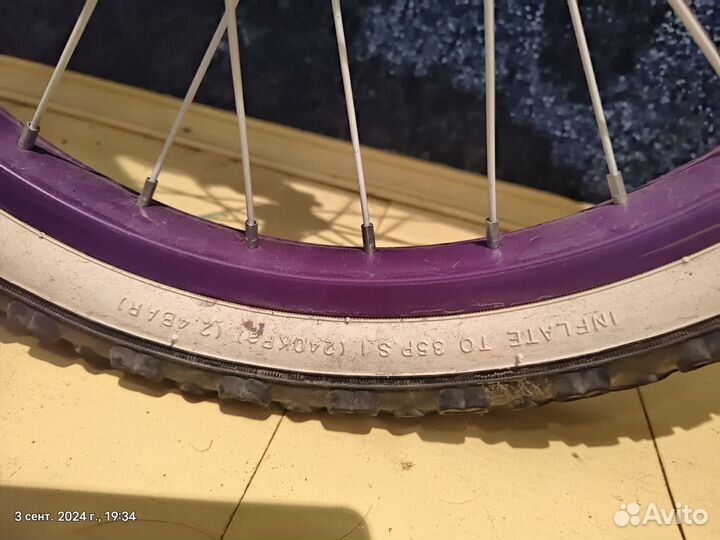 INFLATE TO 35P.S.I (240KPa) (2.4BAR)
3 сент. 2024 г., 19:34
Avito